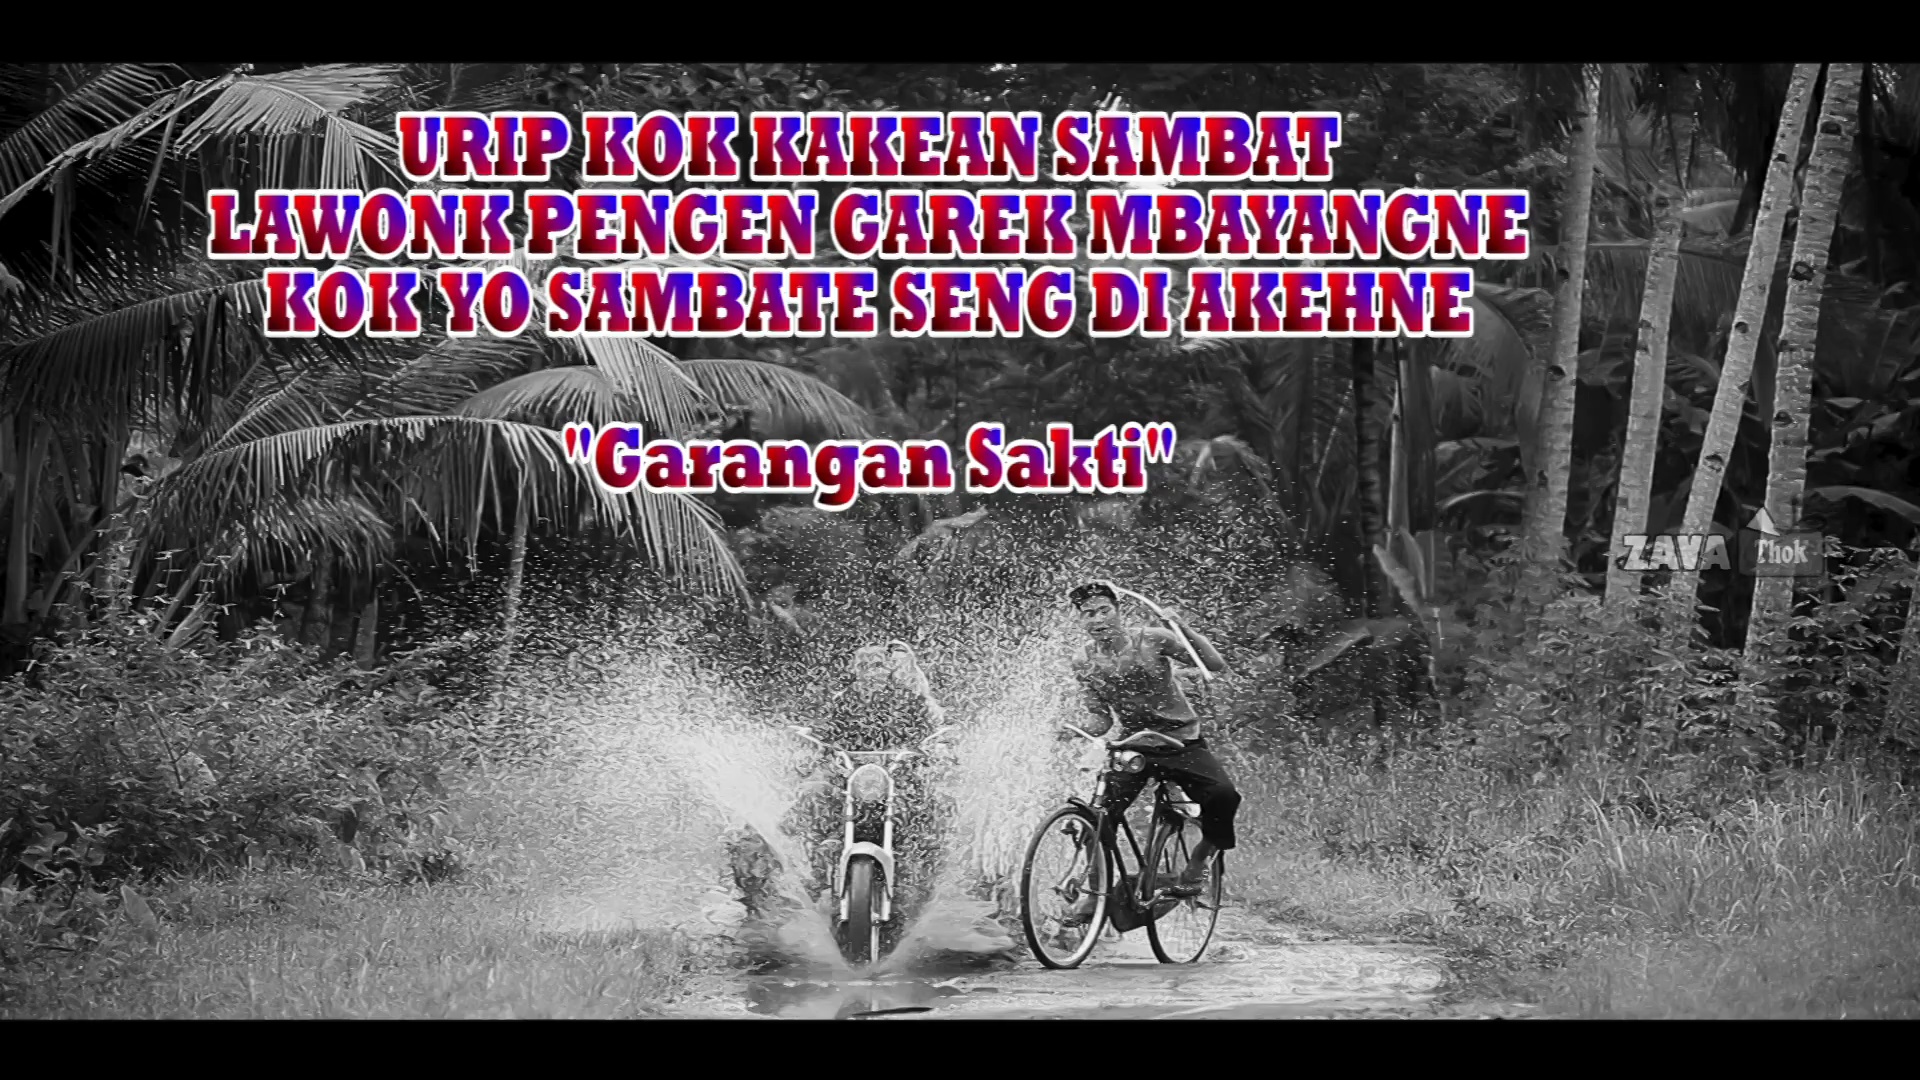 URIP KOK KAKEAN SAMBAT
LAWONK PENGEN GAREK MBAYANGNE
KOK YO SAMBATE SENG DI AKEHNE
"Garangan Sakti"
ZAVA Thok